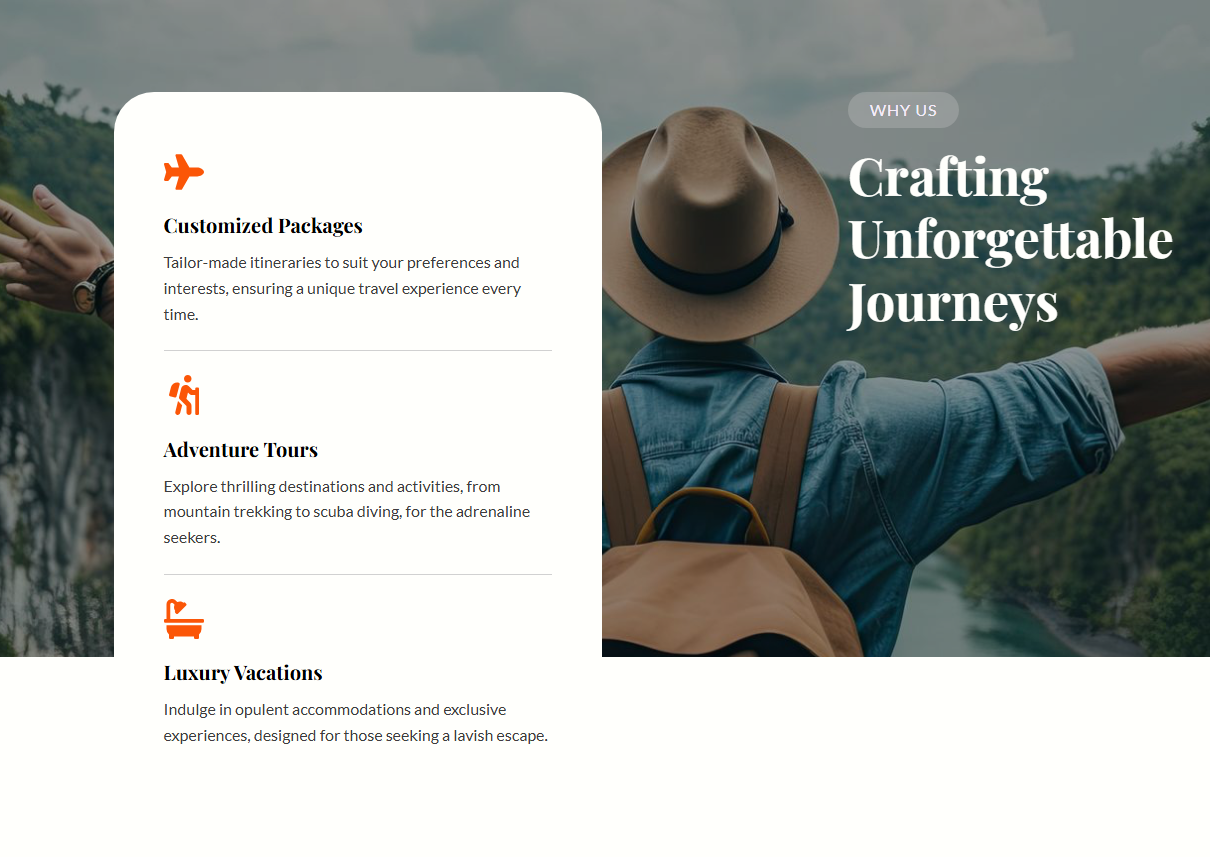 Customized Packages
Tailor-made itineraries to suit your preferences and
interests, ensuring a unique travel experience every
time.
Adventure Tours
Explore thrilling destinations and activities, from
mountain trekking to scuba diving, for the adrenaline
seekers.
Luxury Vacations
Indulge in opulent accommodations and exclusive
experiences, designed for those seeking a lavish escape.
WHY US
Crafting
Unforgettable
Journeys